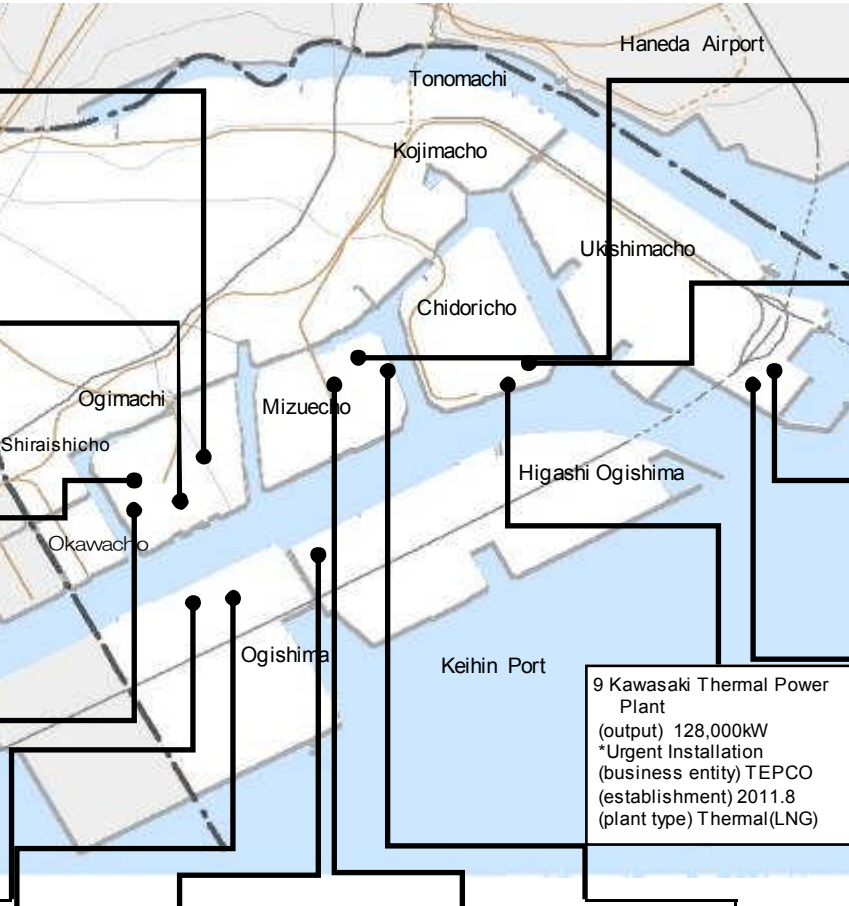 Haneda Airport
Tonomachi
Kojimacho
Ukishimacho
Chidoricho
Ogimachi
Mizuecho
Shiraishicho
Higashi Ogishima
Okawacho
Ogishima
Keihin Port
9 Kawasaki Thermal Power
Plant
(output) 128,000kW
*Urgent Installation
(business entity) TEPCO
(establishment) 2011.8
(plant type) Thermal(LNG)